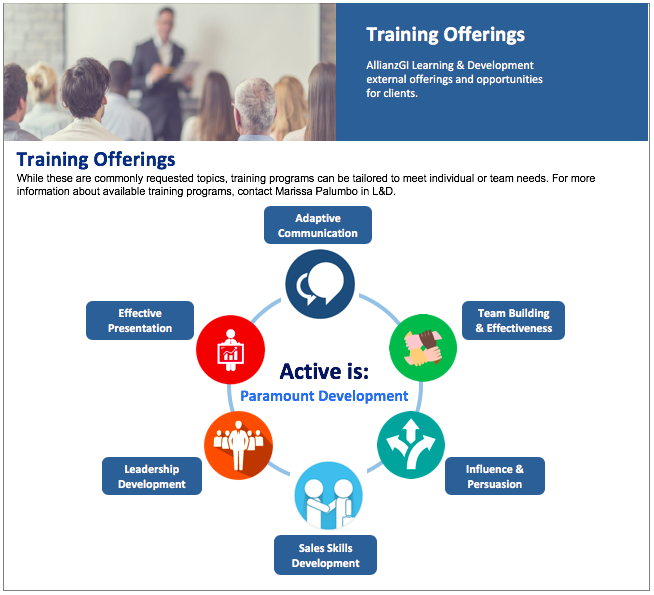 Training Offerings
AllianzGI Learning & Development
external offerings and opportunities
for clients.
Training Offerings
While these are commonly requested topics, training programs can be tailored to meet individual or team needs. For more
information about available training programs, contact Marissa Palumbo in L&D.
Adaptive
Communication
Effective
Presentation
Team Building
& Effectiveness
Active is:
Paramount Development
Leadership
Development
Influence &
Persuasion
Sales Skills
Development